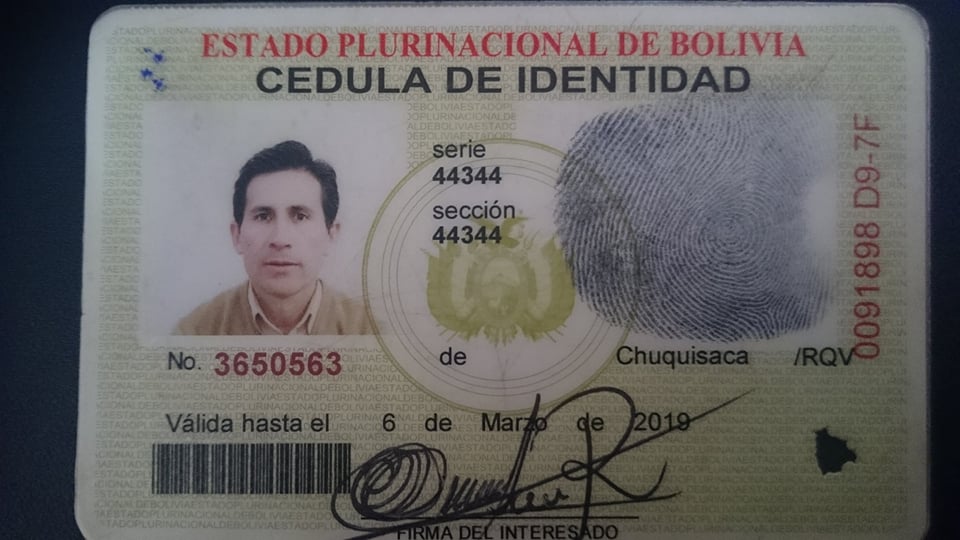 ESTADO PLURINACIONAL DE BOLIVIA
CEDULA DE IDENTIDAD
serie
44344
sección
44344
0091898 D9-7F
No. 3650563 de Chuquisaca /RQV
Válida hasta el 6 de Marzo de 2019
FIRMA DEL INTERESADO